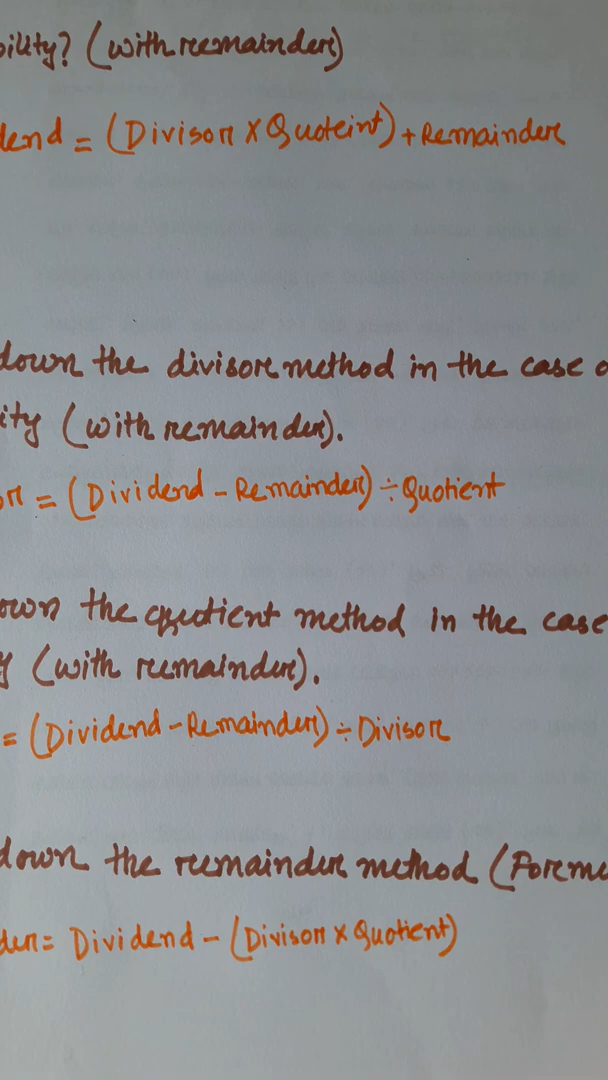 bility? (with remainder)
dend = (Divisor × Quoteint) + Remainder
down the divisor method in the case o
ity (with remainder).
or = (Dividend - Remainder) ÷ Quotient
own the quotient method in the case
y (with remainder).
= (Dividend - Remainder) ÷ Divisor
down the remainder method (Formu
der = Dividend - (Divisor × Quotient)